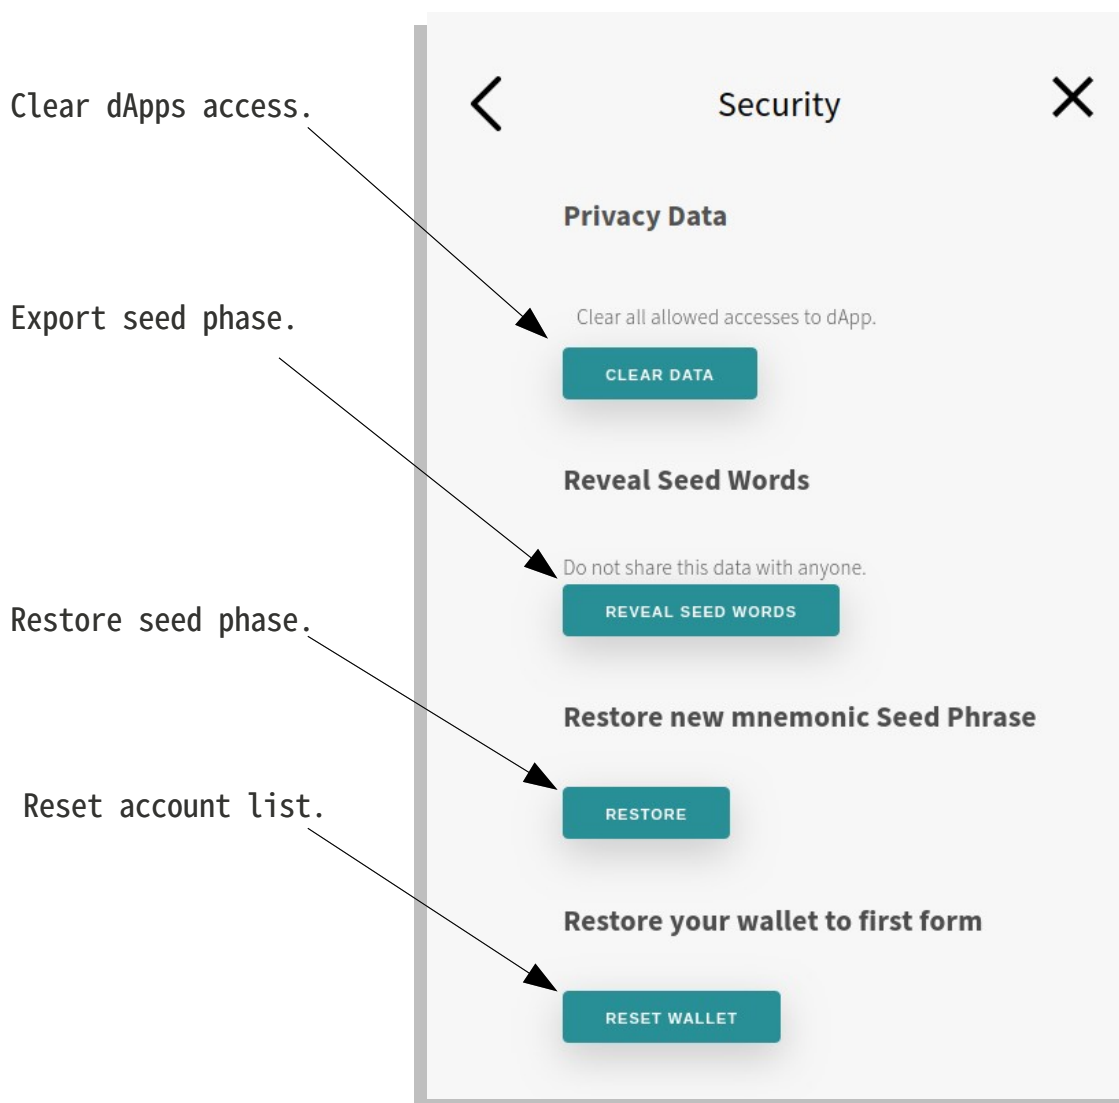 Clear dApps access.
Security
Privacy Data
Export seed phase.
Clear all allowed accesses to dApp.
CLEAR DATA
Reveal Seed Words
Do not share this data with anyone.
REVEAL SEED WORDS
Restore seed phase.
Restore new mnemonic Seed Phrase
RESTORE
Reset account list.
Restore your wallet to first form
RESET WALLET